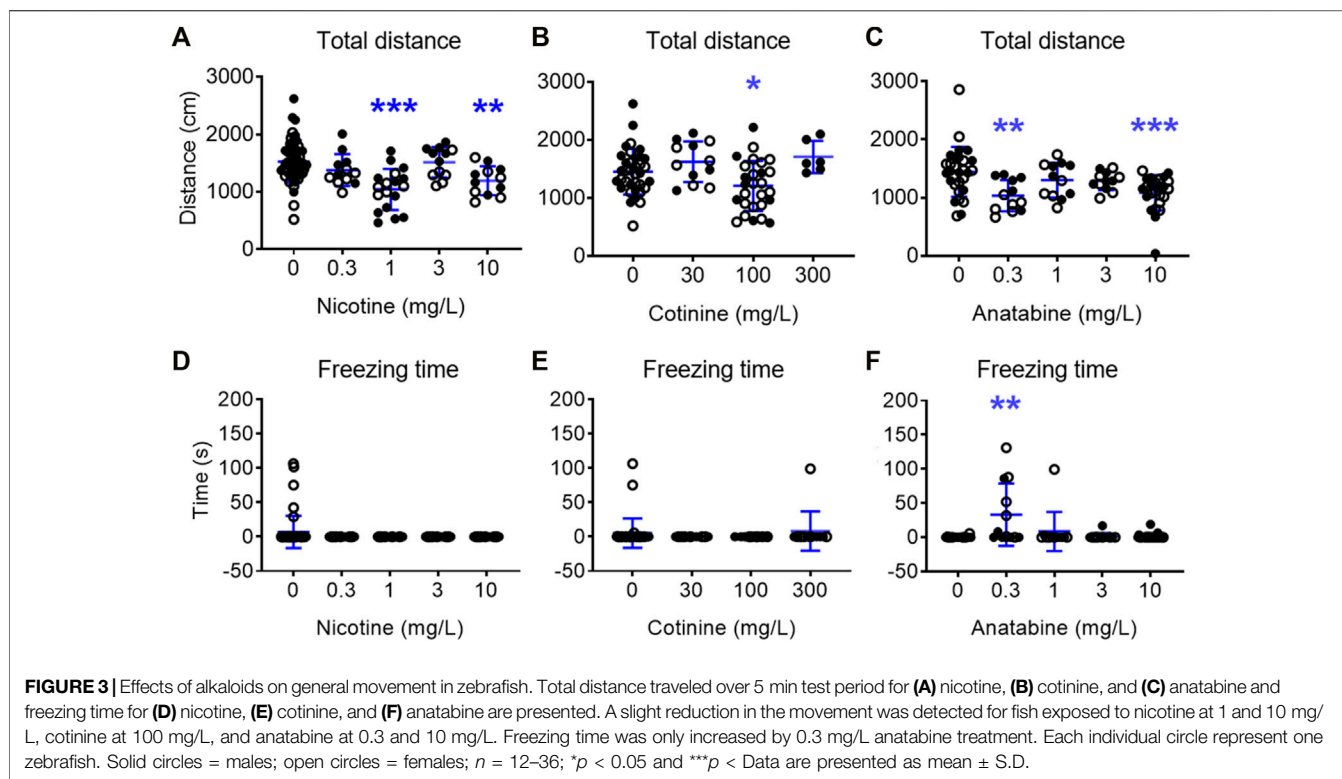 A
Total distance
3000
2000
1000
0
Distance (cm)
***
**
0 0.3 1 3 10
Nicotine (mg/L)
B
Total distance
3000
2000
1000
0
*
0 30 100 300
Cotinine (mg/L)
C
Total distance
3000
2000
1000
0
**
***
0 0.3 1 3 10
Anatabine (mg/L)
D
Freezing time
200
150
100
50
0
-50
Time (s)
0 0.3 1 3 10
Nicotine (mg/L)
E
Freezing time
200
150
100
50
0
-50
0 30 100 300
Cotinine (mg/L)
F
Freezing time
200
150
100
50
0
-50
**
0 0.3 1 3 10
Anatabine (mg/L)
FIGURE 3 | Effects of alkaloids on general movement in zebrafish. Total distance traveled over 5 min test period for (A) nicotine, (B) cotinine, and (C) anatabine and
freezing time for (D) nicotine, (E) cotinine, and (F) anatabine are presented. A slight reduction in the movement was detected for fish exposed to nicotine at 1 and 10 mg/
L, cotinine at 100 mg/L, and anatabine at 0.3 and 10 mg/L. Freezing time was only increased by 0.3 mg/L anatabine treatment. Each individual circle represent one
zebrafish. Solid circles = males; open circles = females; n = 12–36; *p < 0.05 and ***p < Data are presented as mean ± S.D.